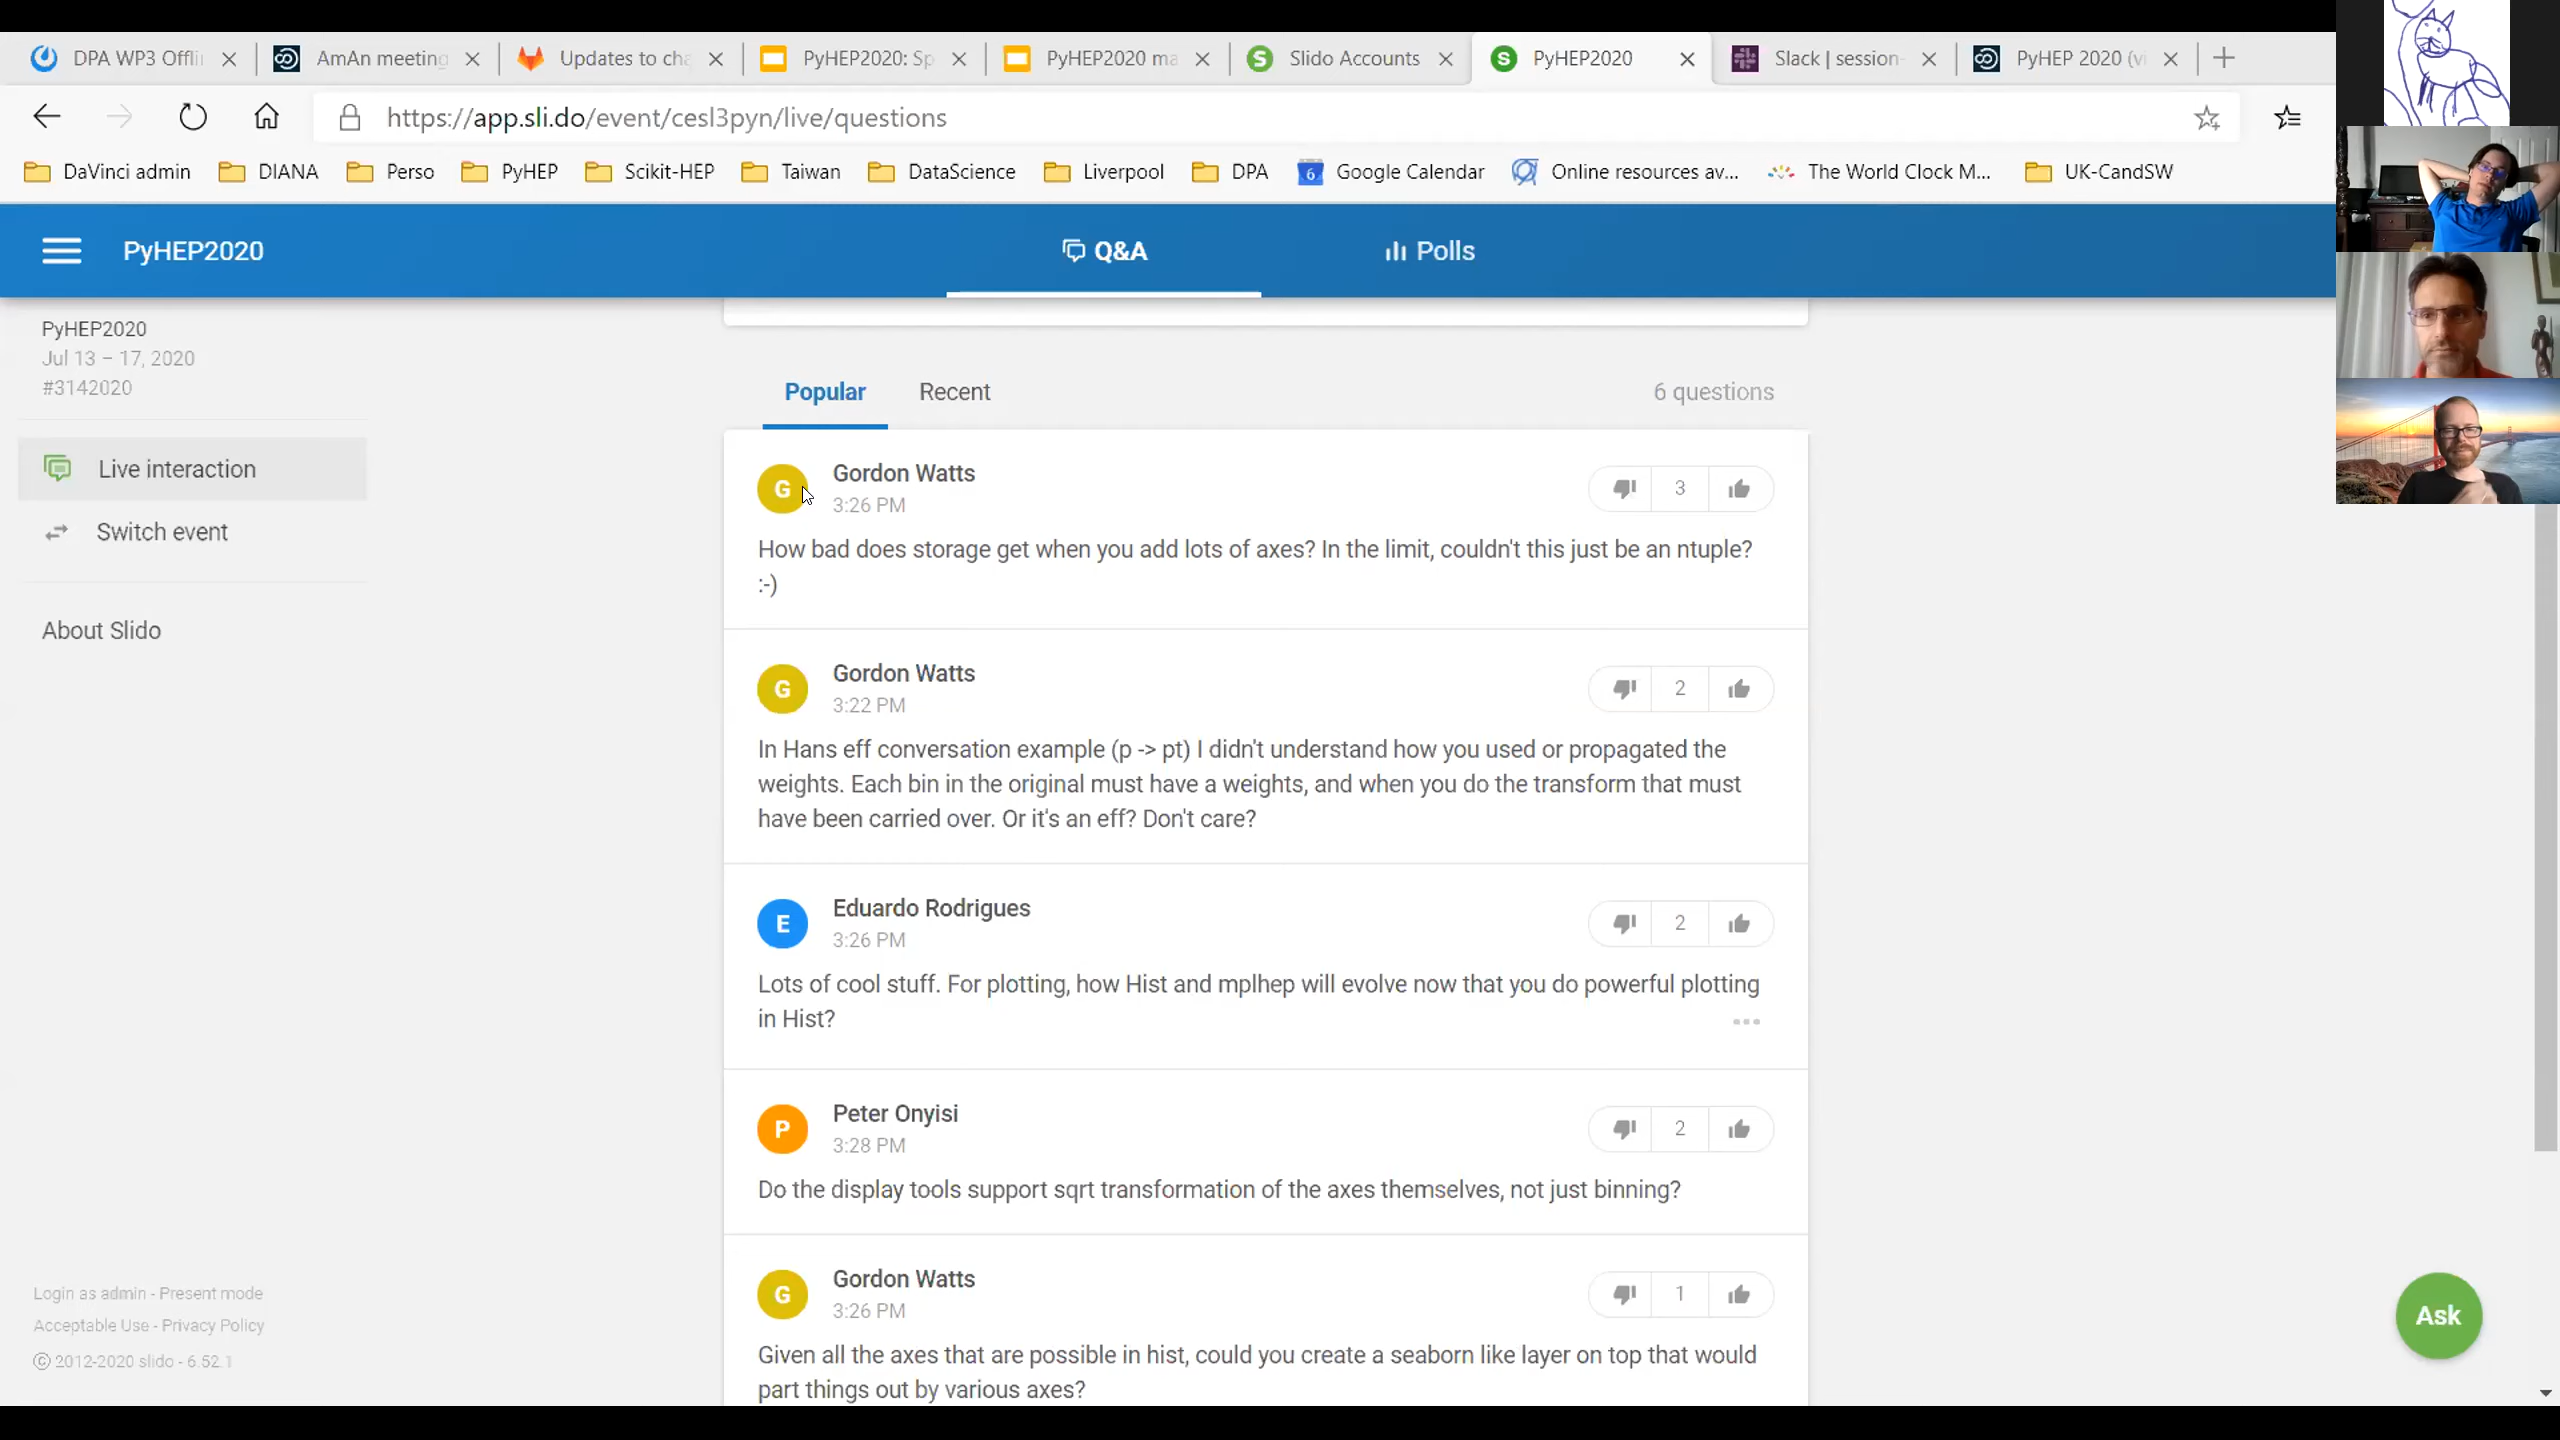 DPA WP3 Offli
AmAn meeting
Updates to cha
PyHEP2020: Sp
PyHEP2020 ma
Slido Accounts
PyHEP2020
Slack | session-
PyHEP 2020 (vi
https://app.sli.do/event/cesl3pyn/live/questions
DaVinci admin
DIANA
Perso
PyHEP
Scikit-HEP
Taiwan
DataScience
Liverpool
DPA
6
Google Calendar
Online resources av...
The World Clock M...
UK-CandSW
PyHEP2020
Q&A
Polls
PyHEP2020
Jul 13 – 17, 2020
#3142020
Live interaction
Switch event
About Slido
Popular
Recent
6 questions
G
Gordon Watts
3:26 PM
3
How bad does storage get when you add lots of axes? In the limit, couldn't this just be an ntuple?
:-)
G
Gordon Watts
3:22 PM
2
In Hans eff conversation example (p -> pt) I didn't understand how you used or propagated the
weights. Each bin in the original must have a weights, and when you do the transform that must
have been carried over. Or it's an eff? Don't care?
E
Eduardo Rodrigues
3:26 PM
2
Lots of cool stuff. For plotting, how Hist and mplhep will evolve now that you do powerful plotting
in Hist?
P
Peter Onyisi
3:28 PM
2
Do the display tools support sqrt transformation of the axes themselves, not just binning?
G
Gordon Watts
3:26 PM
1
Given all the axes that are possible in hist, could you create a seaborn like layer on top that would
part things out by various axes?
Login as admin - Present mode
Acceptable Use - Privacy Policy
© 2012-2020 slido - 6.52.1
Ask